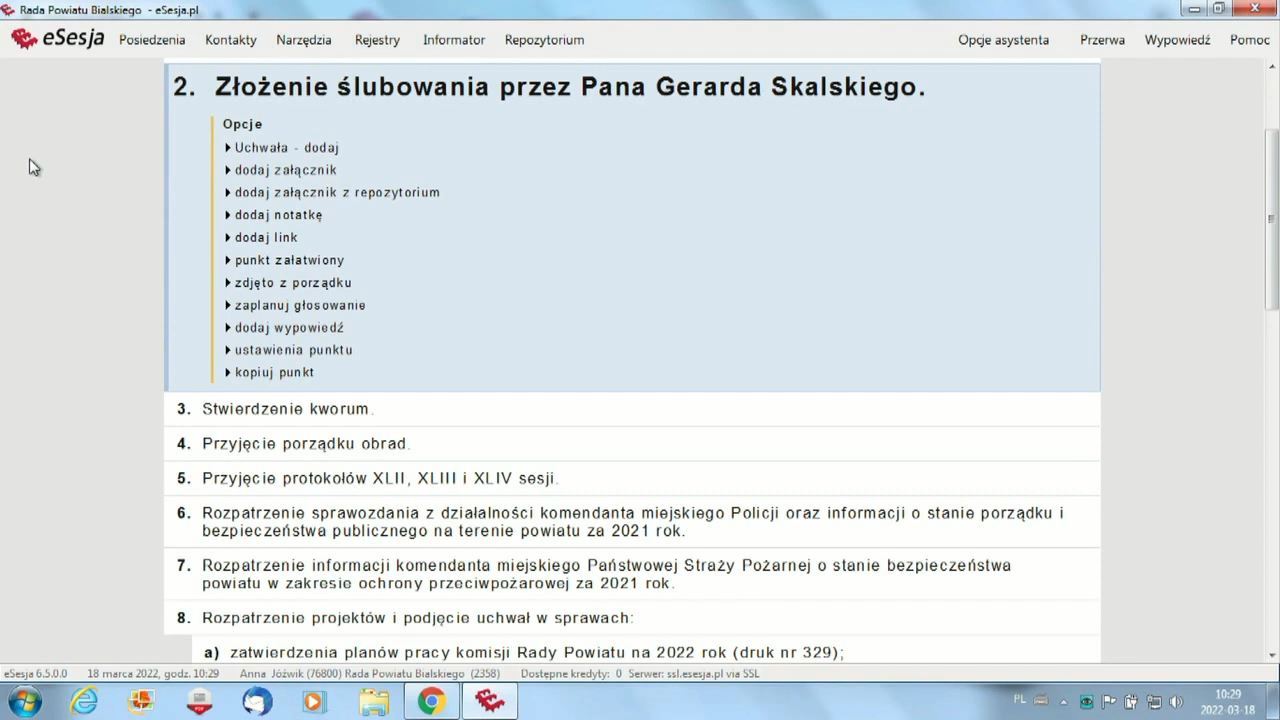 Rada Powiatu Bialskiego - eSesja.pl
eSesja Posiedzenia Kontakty Narzędzia Rejestry Informator Repozytorium Opcje asystenta Przerwa Wypowiedź Pomoc
2. Złożenie ślubowania przez Pana Gerarda Skalskiego.
Opcje
Uchwała - dodaj
dodaj załącznik
dodaj załącznik z repozytorium
dodaj notatkę
dodaj link
punkt załatwiony
zdjęto z porządku
zaplanuj głosowanie
dodaj wypowiedź
ustawienia punktu
kopiuj punkt
3. Stwierdzenie kworum.
4. Przyjęcie porządku obrad.
5. Przyjęcie protokołów XLII, XLIII i XLIV sesji.
6. Rozpatrzenie sprawozdania z działalności komendanta miejskiego Policji oraz informacji o stanie porządku i
bezpieczeństwa publicznego na terenie powiatu za 2021 rok.
7. Rozpatrzenie informacji komendanta miejskiego Państwowej Straży Pożarnej o stanie bezpieczeństwa
powiatu w zakresie ochrony przeciwpożarowej za 2021 rok.
8. Rozpatrzenie projektów i podjęcie uchwał w sprawach:
a) zatwierdzenia planów pracy komisji Rady Powiatu na 2022 rok (druk nr 329);
eSesja 6.5.0.0 18 marca 2022, godz. 10:29 Anna Jóźwik (76800) Rada Powiatu Bialskiego (2358) Dostępne kredyty: 0 Serwer: ssl.esesja.pl via SSL
PL 10:29
2022-03-18